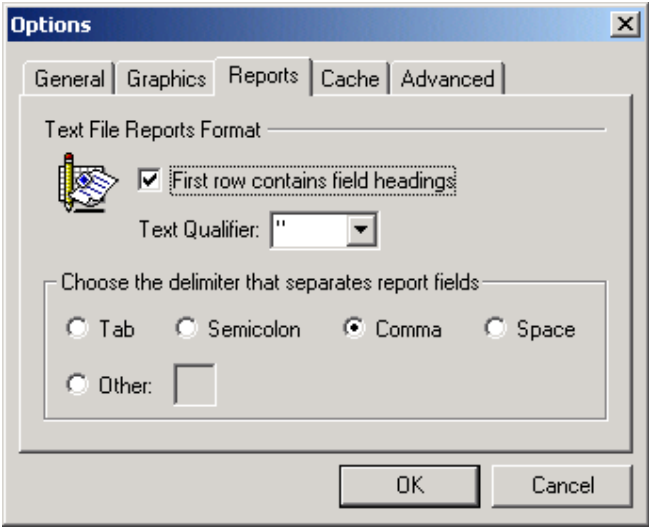 Options
General Graphics Reports Cache Advanced
Text File Reports Format
First row contains field headings
Text Qualifier: "
Choose the delimiter that separates report fields
Tab Semicolon Comma Space
Other:
OK Cancel